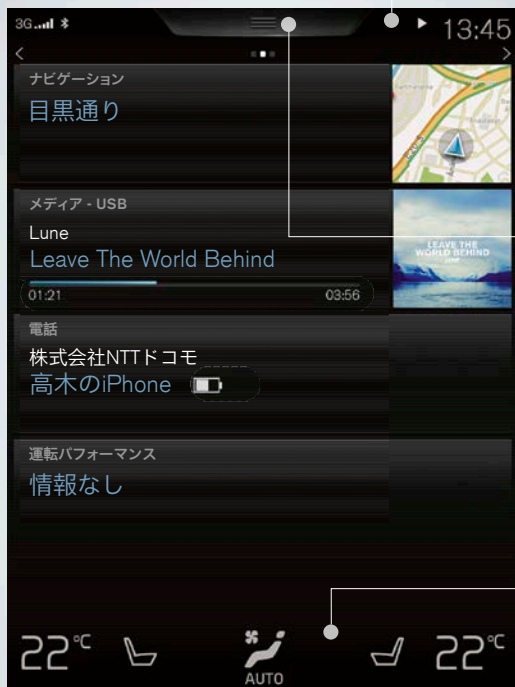 3G
13:45
ナビゲーション
目黒通り
メディア - USB
Lune
Leave The World Behind
LEAVE THE
WORLD BEHIND
01:21
03:56
電話
株式会社NTTドコモ
高木のiPhone
運転パフォーマンス
情報なし
22°C
AUTO
22°C